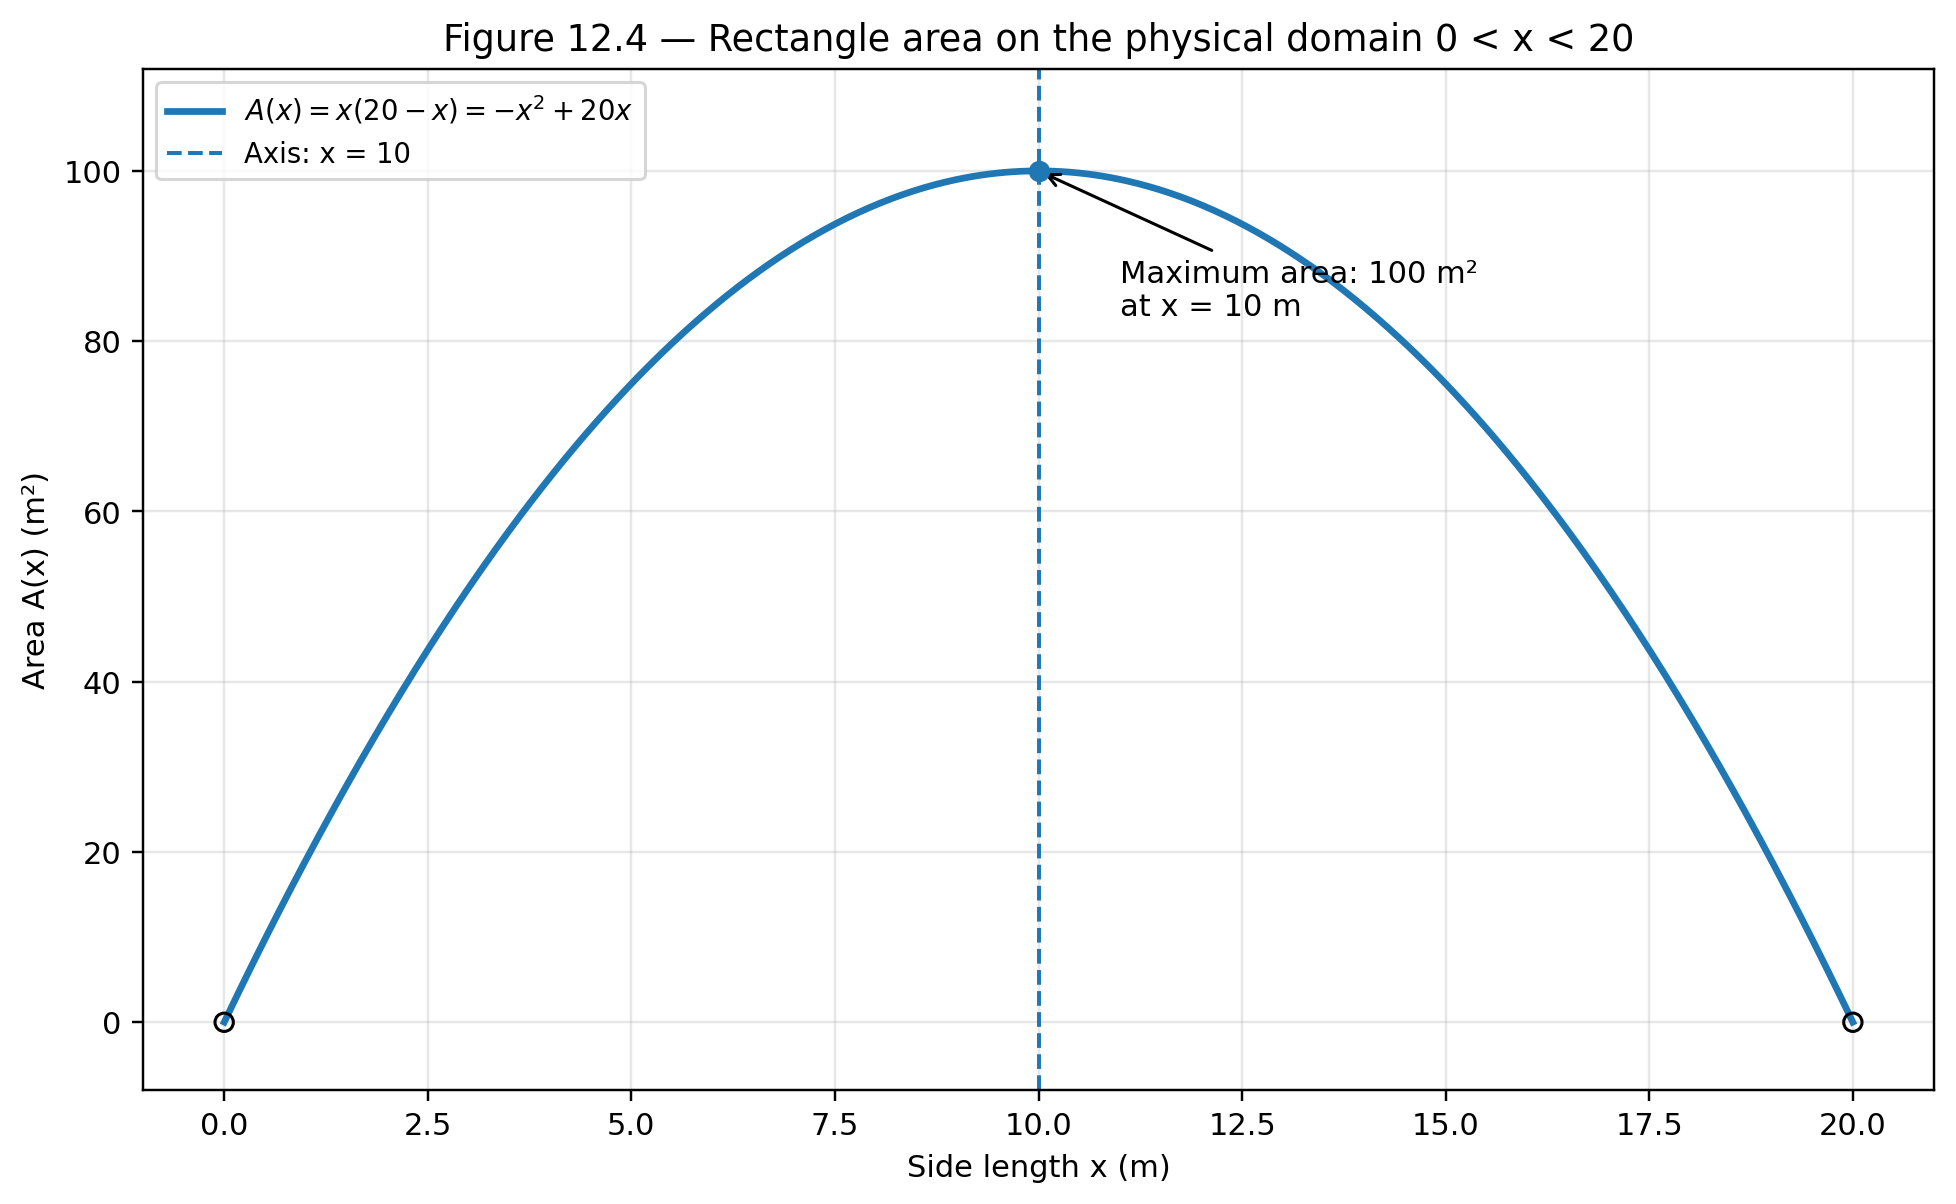 Figure 12.4 — Rectangle area on the physical domain 0 < x < 20
A(x) = x(20 − x) = −x² + 20x
Axis: x = 10
Maximum area: 100 m²
at x = 10 m
Area A(x) (m²)
100
80
60
40
20
0
0.0 2.5 5.0 7.5 10.0 12.5 15.0 17.5 20.0
Side length x (m)